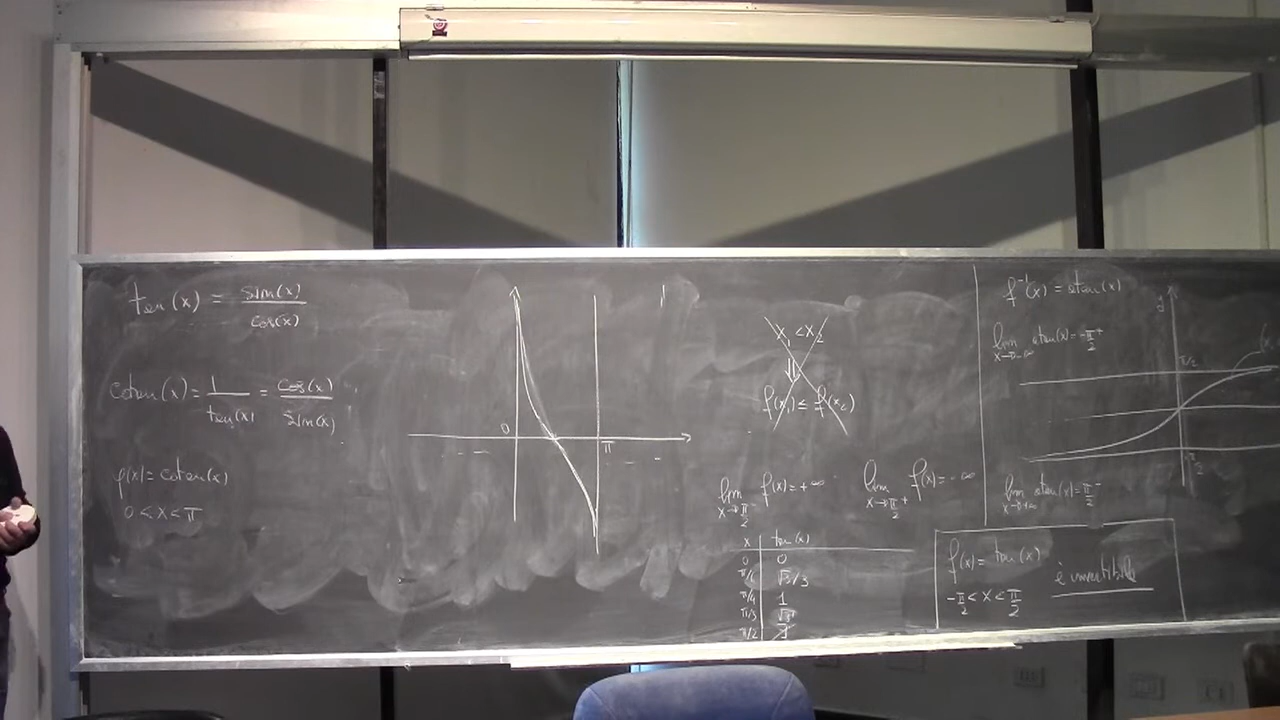 tan(x) = sin(x)/cos(x)
cotan(x) = 1/tan(x) = cos(x)/sin(x)
f(x) = cotan(x)
0 < x < π
0
π
x₁ < x₂
⇓
f(x₁) ≤ f(x₂)
lim x→π/2⁻ f(x) = +∞
lim x→π/2⁺ f(x) = -∞
x | tan(x)
0 | 0
π/6 | √3/3
π/4 | 1
π/3 | √3
π/2 | ∄
f⁻¹(x) = atan(x)
lim x→-∞ atan(x) = -π/2⁺
y
π/2
lim x→+∞ atan(x) = π/2⁻
f(x) = tan(x)
-π/2 < x < π/2
è invertibile